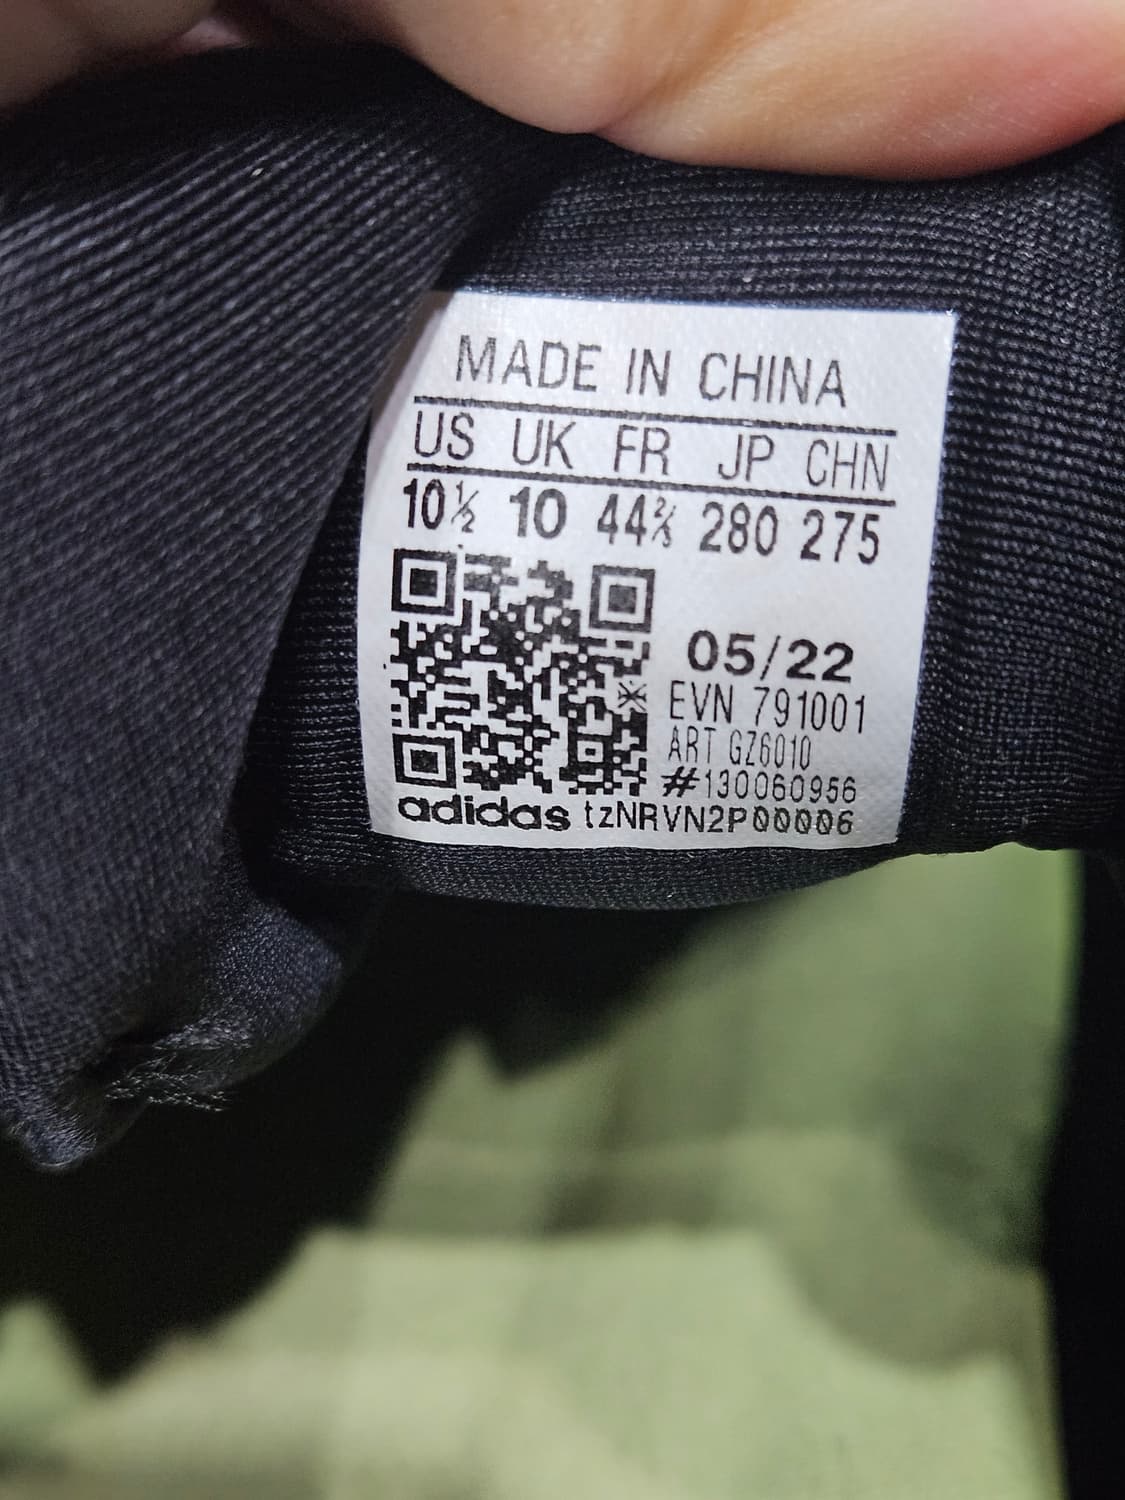 MADE IN CHINA
US UK FR JP CHN
10½ 10 44⅔ 280 275
05/22
EVN 791001
ART GZ6010
#130060956
adidas tzNRVN2P00006